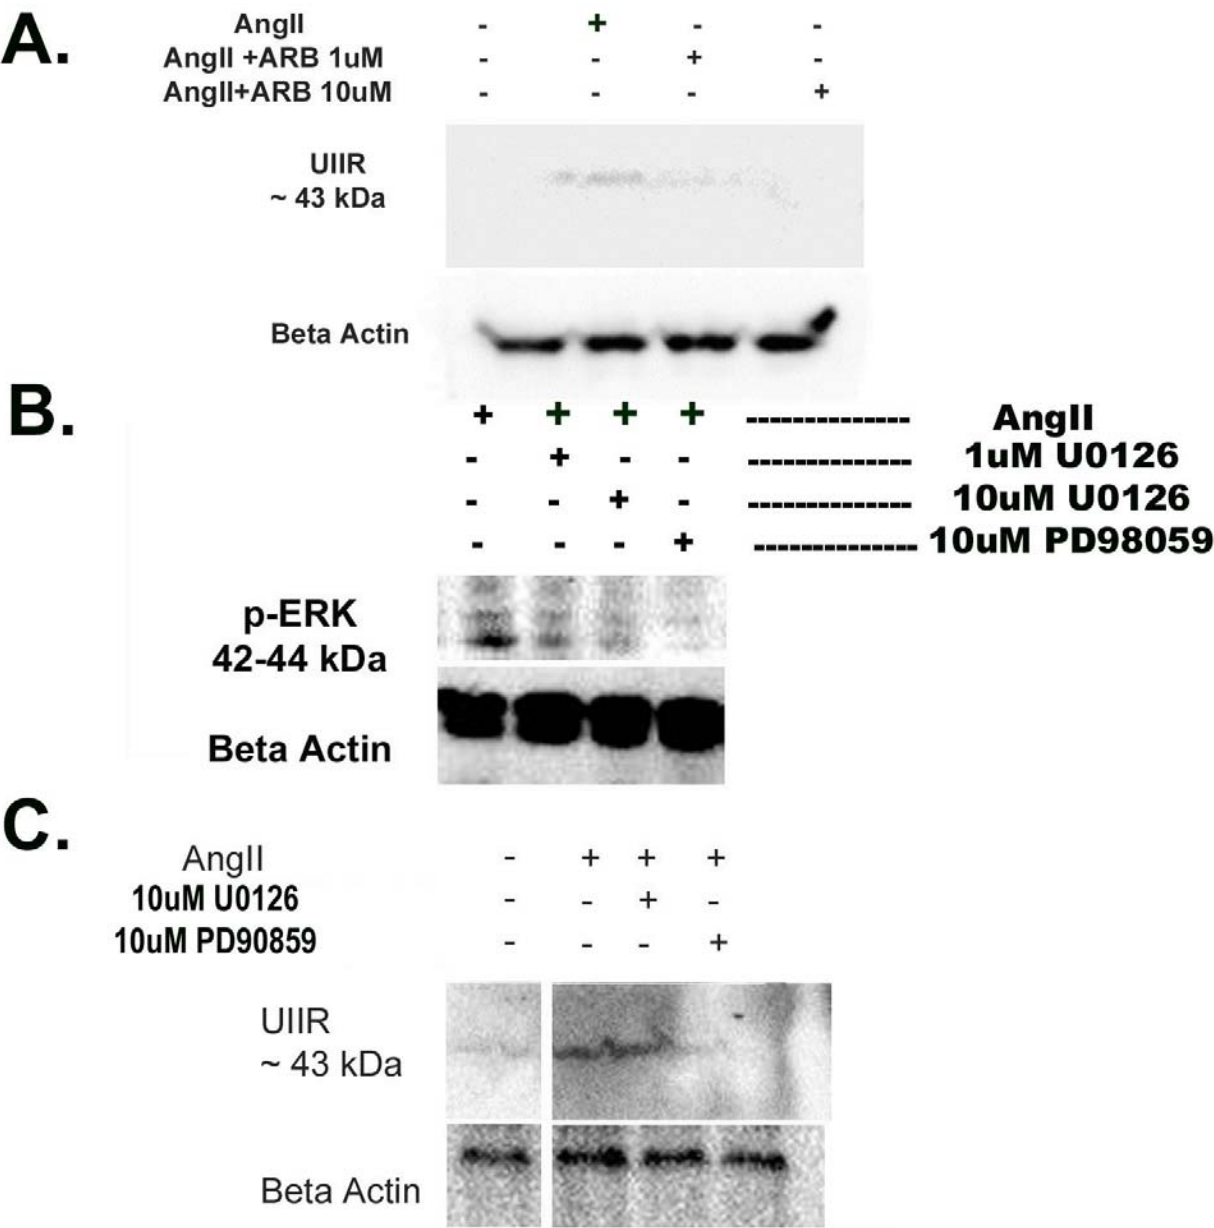 A.
AngII - + - -
AngII +ARB 1uM - - + -
AngII+ARB 10uM - - - +
UIIR
~ 43 kDa
Beta Actin
B.
+ + + + -------------- AngII
- + - - -------------- 1uM U0126
- - + - -------------- 10uM U0126
- - - + -------------- 10uM PD98059
p-ERK
42-44 kDa
Beta Actin
C.
AngII - + + +
10uM U0126 - - + -
10uM PD90859 - - - +
UIIR
~ 43 kDa
Beta Actin